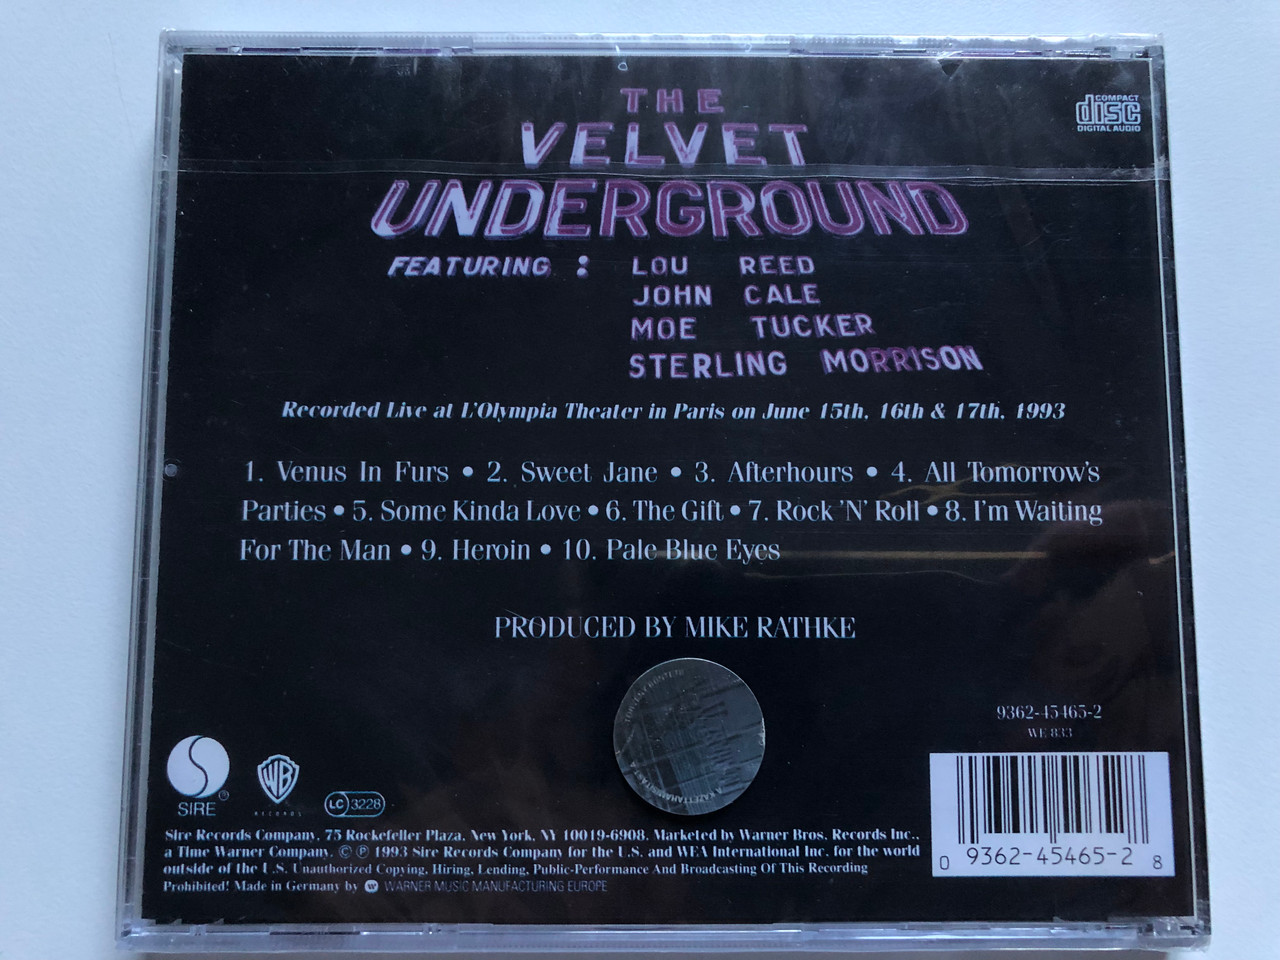 THE
VELVET
UNDERGROUND
FEATURING : LOU REED
JOHN CALE
MOE TUCKER
STERLING MORRISON
COMPACT
disc
DIGITAL AUDIO
Recorded Live at L'Olympia Theater in Paris on June 15th, 16th & 17th, 1993
1. Venus In Furs • 2. Sweet Jane • 3. Afterhours • 4. All Tomorrow's
Parties • 5. Some Kinda Love • 6. The Gift • 7. Rock 'N' Roll • 8. I'm Waiting
For The Man • 9. Heroin • 10. Pale Blue Eyes
PRODUCED BY MIKE RATHKE
9362-45465-2
WE 833
SIRE ®
WB
RECORDS
LC 3228
Sire Records Company, 75 Rockefeller Plaza, New York, NY 10019-6908. Marketed by Warner Bros. Records Inc.,
a Time Warner Company. © ℗ 1993 Sire Records Company for the U.S. and WEA International Inc. for the world
outside of the U.S. Unauthorized Copying, Hiring, Lending, Public-Performance And Broadcasting Of This Recording
Prohibited! Made in Germany by WARNER MUSIC MANUFACTURING EUROPE
0 9362-45465-2 8